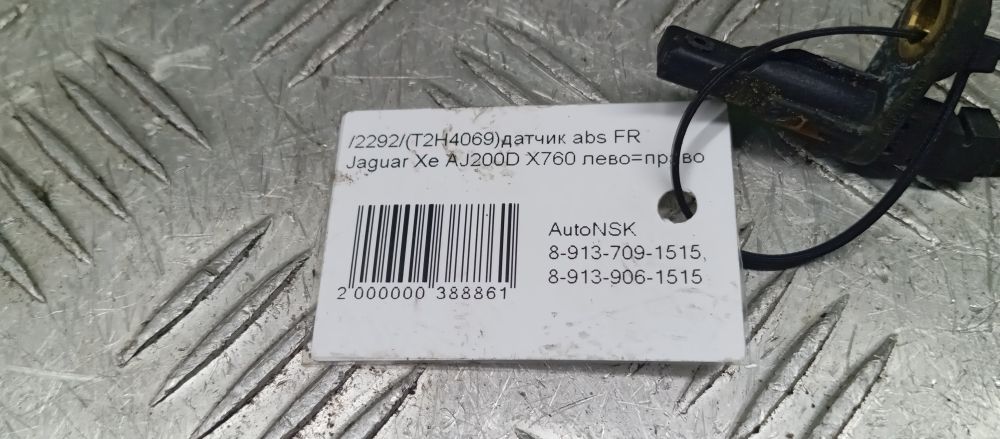 /2292/(T2H4069)датчик abs FR
Jaguar Xe AJ200D X760 лево=право
AutoNSK
8-913-709-1515,
8-913-906-1515
2 000000 388861